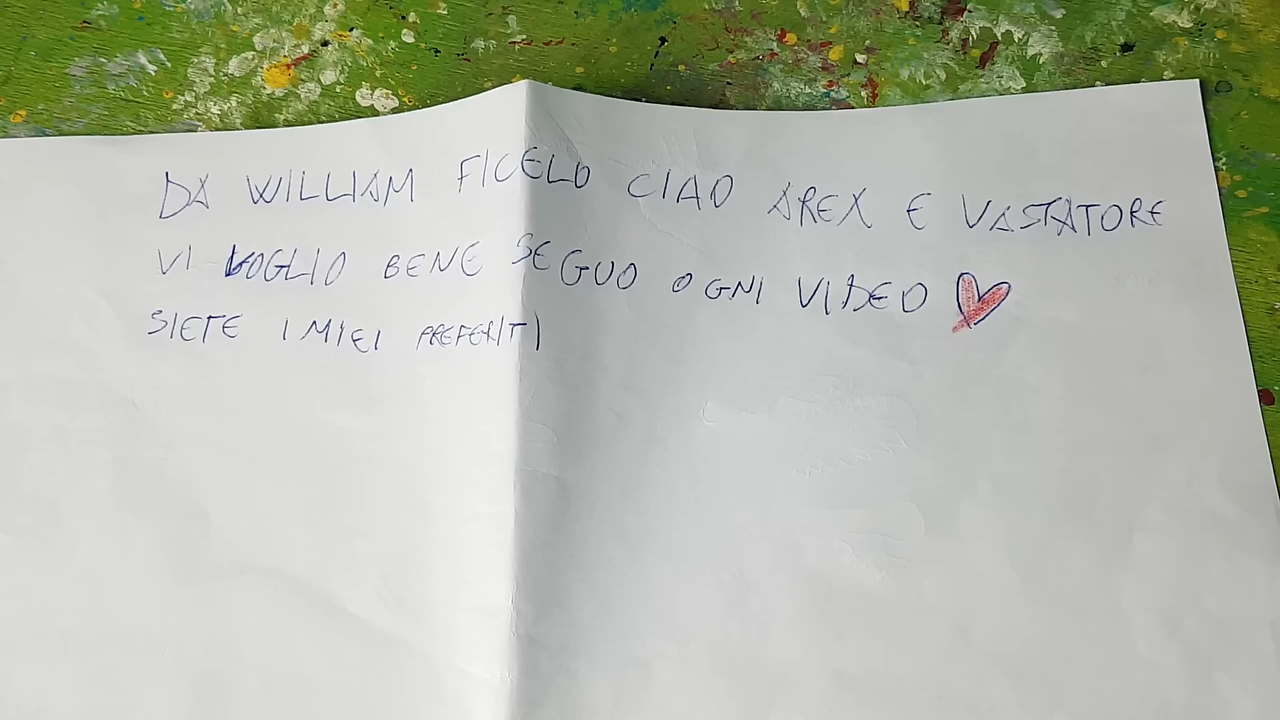 DA WILLIAM FICELO CIAO AREX E VASTATORE
VI VOGLIO BENE SEGUO OGNI VIDEO
SIETE I MIEI PREFERITI